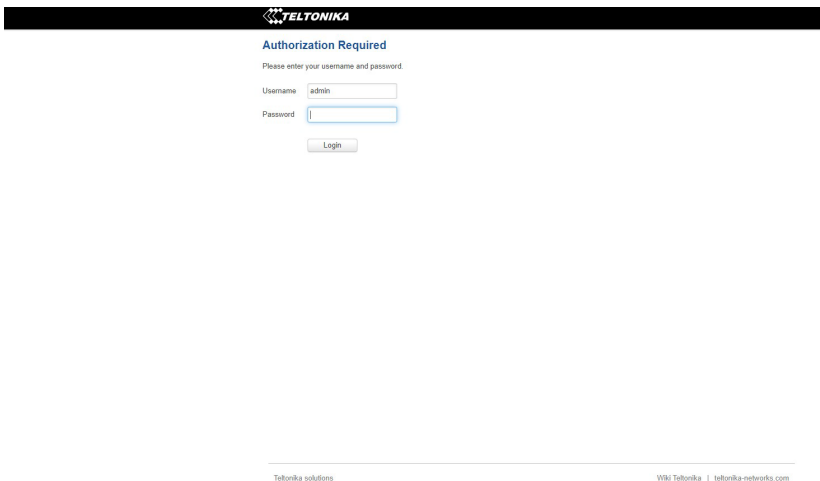 TELTONIKA
Authorization Required
Please enter your username and password.
Username admin
Password
Login
Teltonika solutions
Wiki Teltonika | teltonika-networks.com